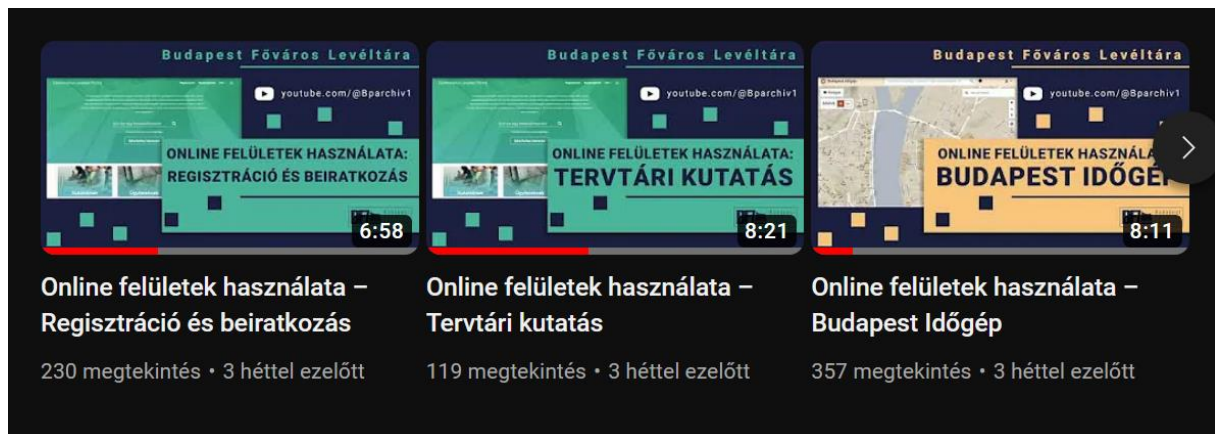 Budapest Főváros Levéltára
youtube.com/@Bparchiv1
ONLINE FELÜLETEK HASZNÁLATA:
REGISZTRÁCIÓ ÉS BEIRATKOZÁS
6:58
Online felületek használata –
Regisztráció és beiratkozás
230 megtekintés • 3 héttel ezelőtt
Budapest Főváros Levéltára
youtube.com/@Bparchiv1
ONLINE FELÜLETEK HASZNÁLATA:
TERVTÁRI KUTATÁS
8:21
Online felületek használata –
Tervtári kutatás
119 megtekintés • 3 héttel ezelőtt
Budapest Főváros Levéltára
youtube.com/@Bparchiv1
ONLINE FELÜLETEK HASZNÁLA
BUDAPEST IDŐGÉP
8:11
Online felületek használata –
Budapest Időgép
357 megtekintés • 3 héttel ezelőtt